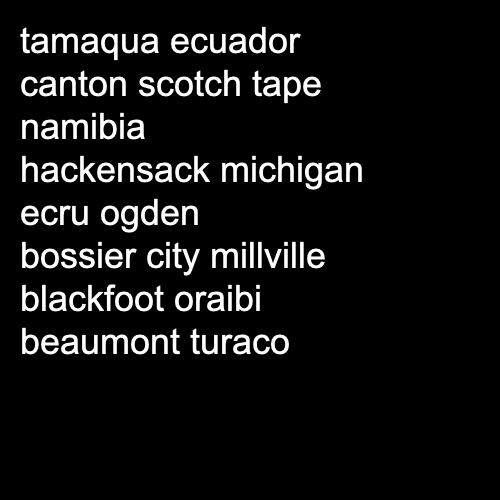 tamaqua ecuador
canton scotch tape
namibia
hackensack michigan
ecru ogden
bossier city millville
blackfoot oraibi
beaumont turaco